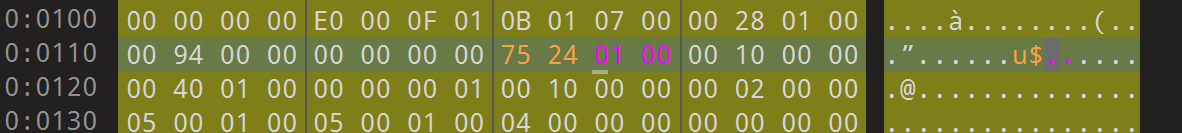 0:0100 00 00 00 00 E0 00 0F 01 0B 01 07 00 00 28 01 00 ....à........(..
0:0110 00 94 00 00 00 00 00 00 75 24 01 00 00 10 00 00 .”......u$......
0:0120 00 40 01 00 00 00 00 01 00 10 00 00 00 02 00 00 .@..............
0:0130 05 00 01 00 05 00 01 00 04 00 00 00 00 00 00 00 ................